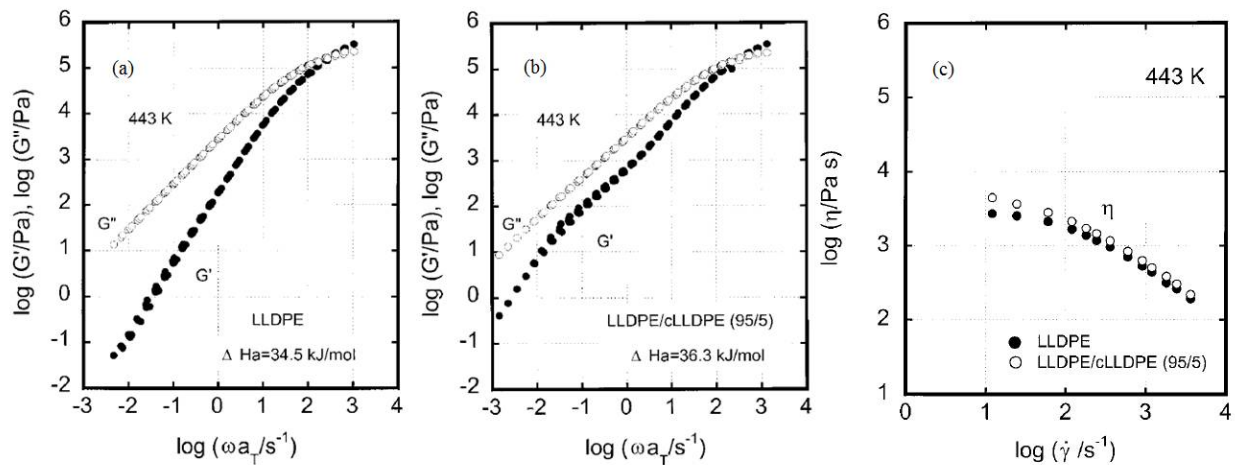 (a)
443 K
G"
G'
LLDPE
Δ Ha=34.5 kJ/mol
log (G'/Pa), log (G"/Pa)
6
5
4
3
2
1
0
-1
-2
-3 -2 -1 0 1 2 3 4
log (ωa_T/s⁻¹)
(b)
443 K
G"
G'
LLDPE/cLLDPE (95/5)
Δ Ha=36.3 kJ/mol
log (G'/Pa), log (G"/Pa)
6
5
4
3
2
1
0
-1
-2
-3 -2 -1 0 1 2 3 4
log (ωa_T/s⁻¹)
(c)
443 K
η
LLDPE
LLDPE/cLLDPE (95/5)
log (η/Pa s)
6
5
4
3
2
1
0 1 2 3 4
log (γ̇ /s⁻¹)